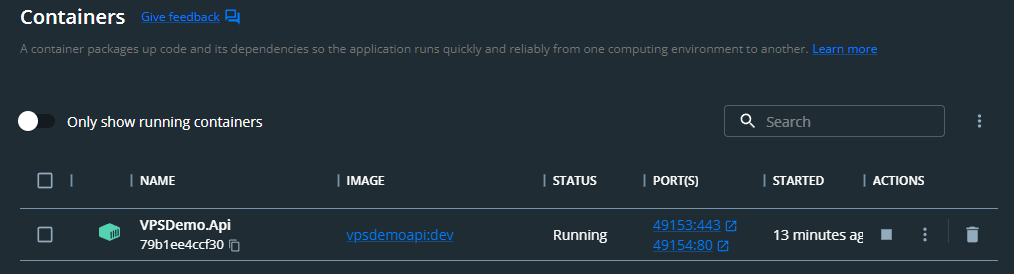 Containers Give feedback
A container packages up code and its dependencies so the application runs quickly and reliably from one computing environment to another. Learn more
Only show running containers
Search
NAME IMAGE STATUS PORT(S) STARTED ACTIONS
VPSDemo.Api
79b1ee4ccf30
vpsdemoapi:dev
Running
49153:443
49154:80
13 minutes ag